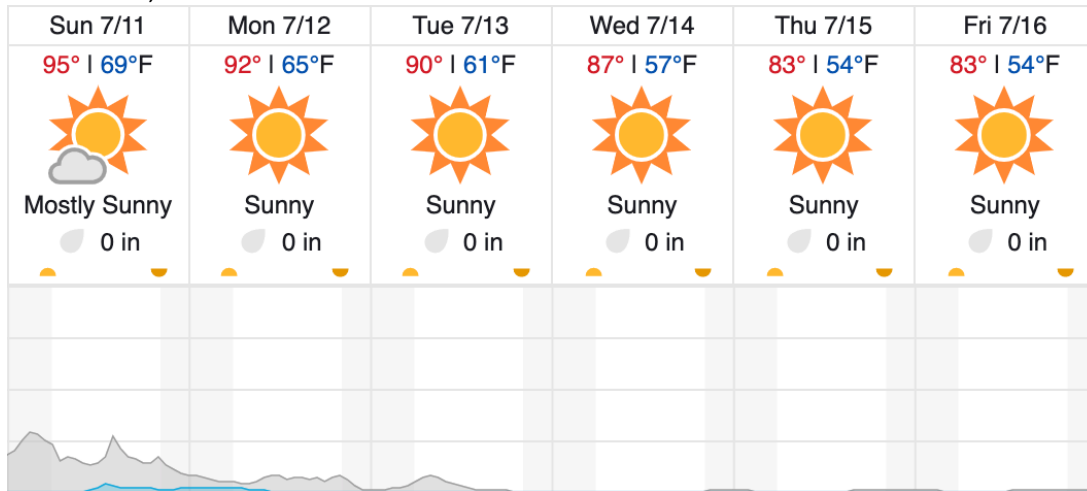 Sun 7/11 Mon 7/12 Tue 7/13 Wed 7/14 Thu 7/15 Fri 7/16
95° | 69°F 92° | 65°F 90° | 61°F 87° | 57°F 83° | 54°F 83° | 54°F
Mostly Sunny Sunny Sunny Sunny Sunny Sunny
0 in 0 in 0 in 0 in 0 in 0 in